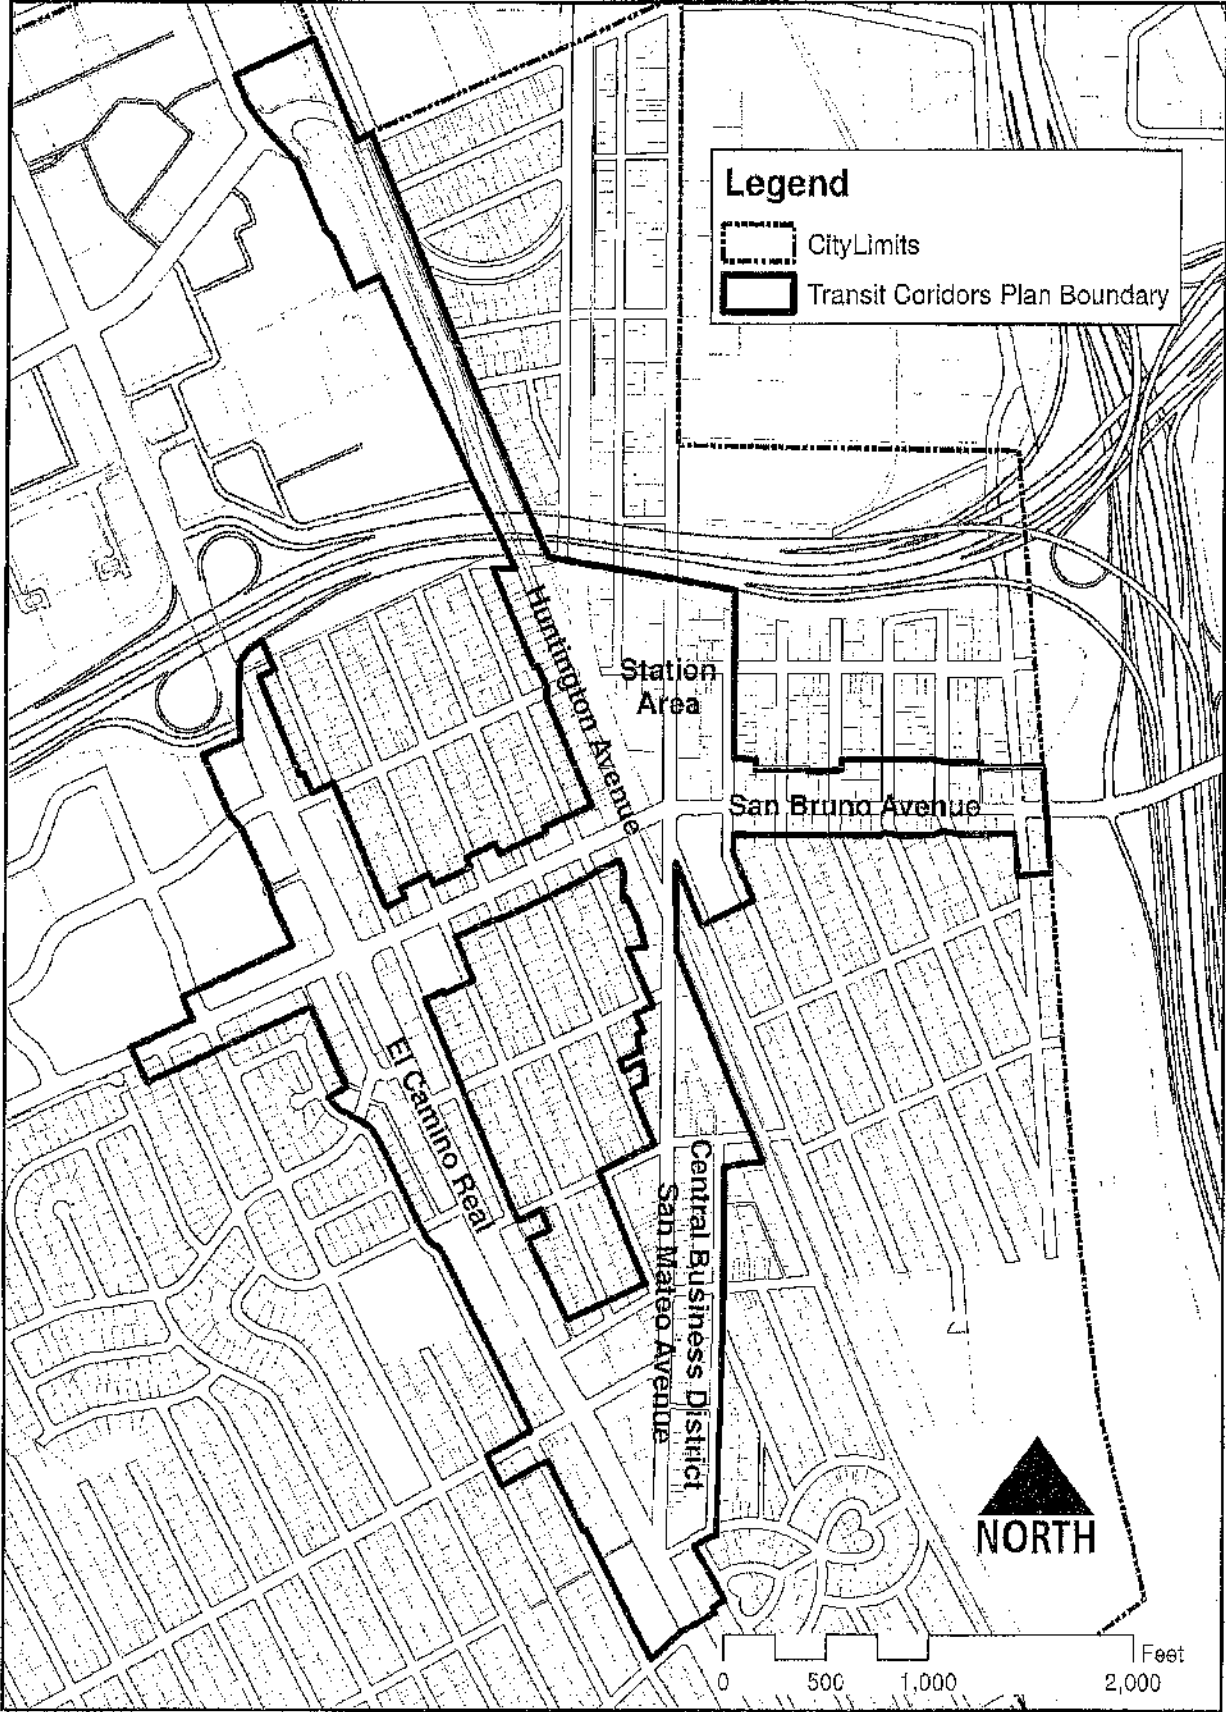 Legend
CityLimits
Transit Coridors Plan Boundary
Huntington Avenue
Station
Area
San Bruno Avenue
El Camino Real
Central Business District
San Mateo Avenue
NORTH
Feet
0 500 1,000 2,000